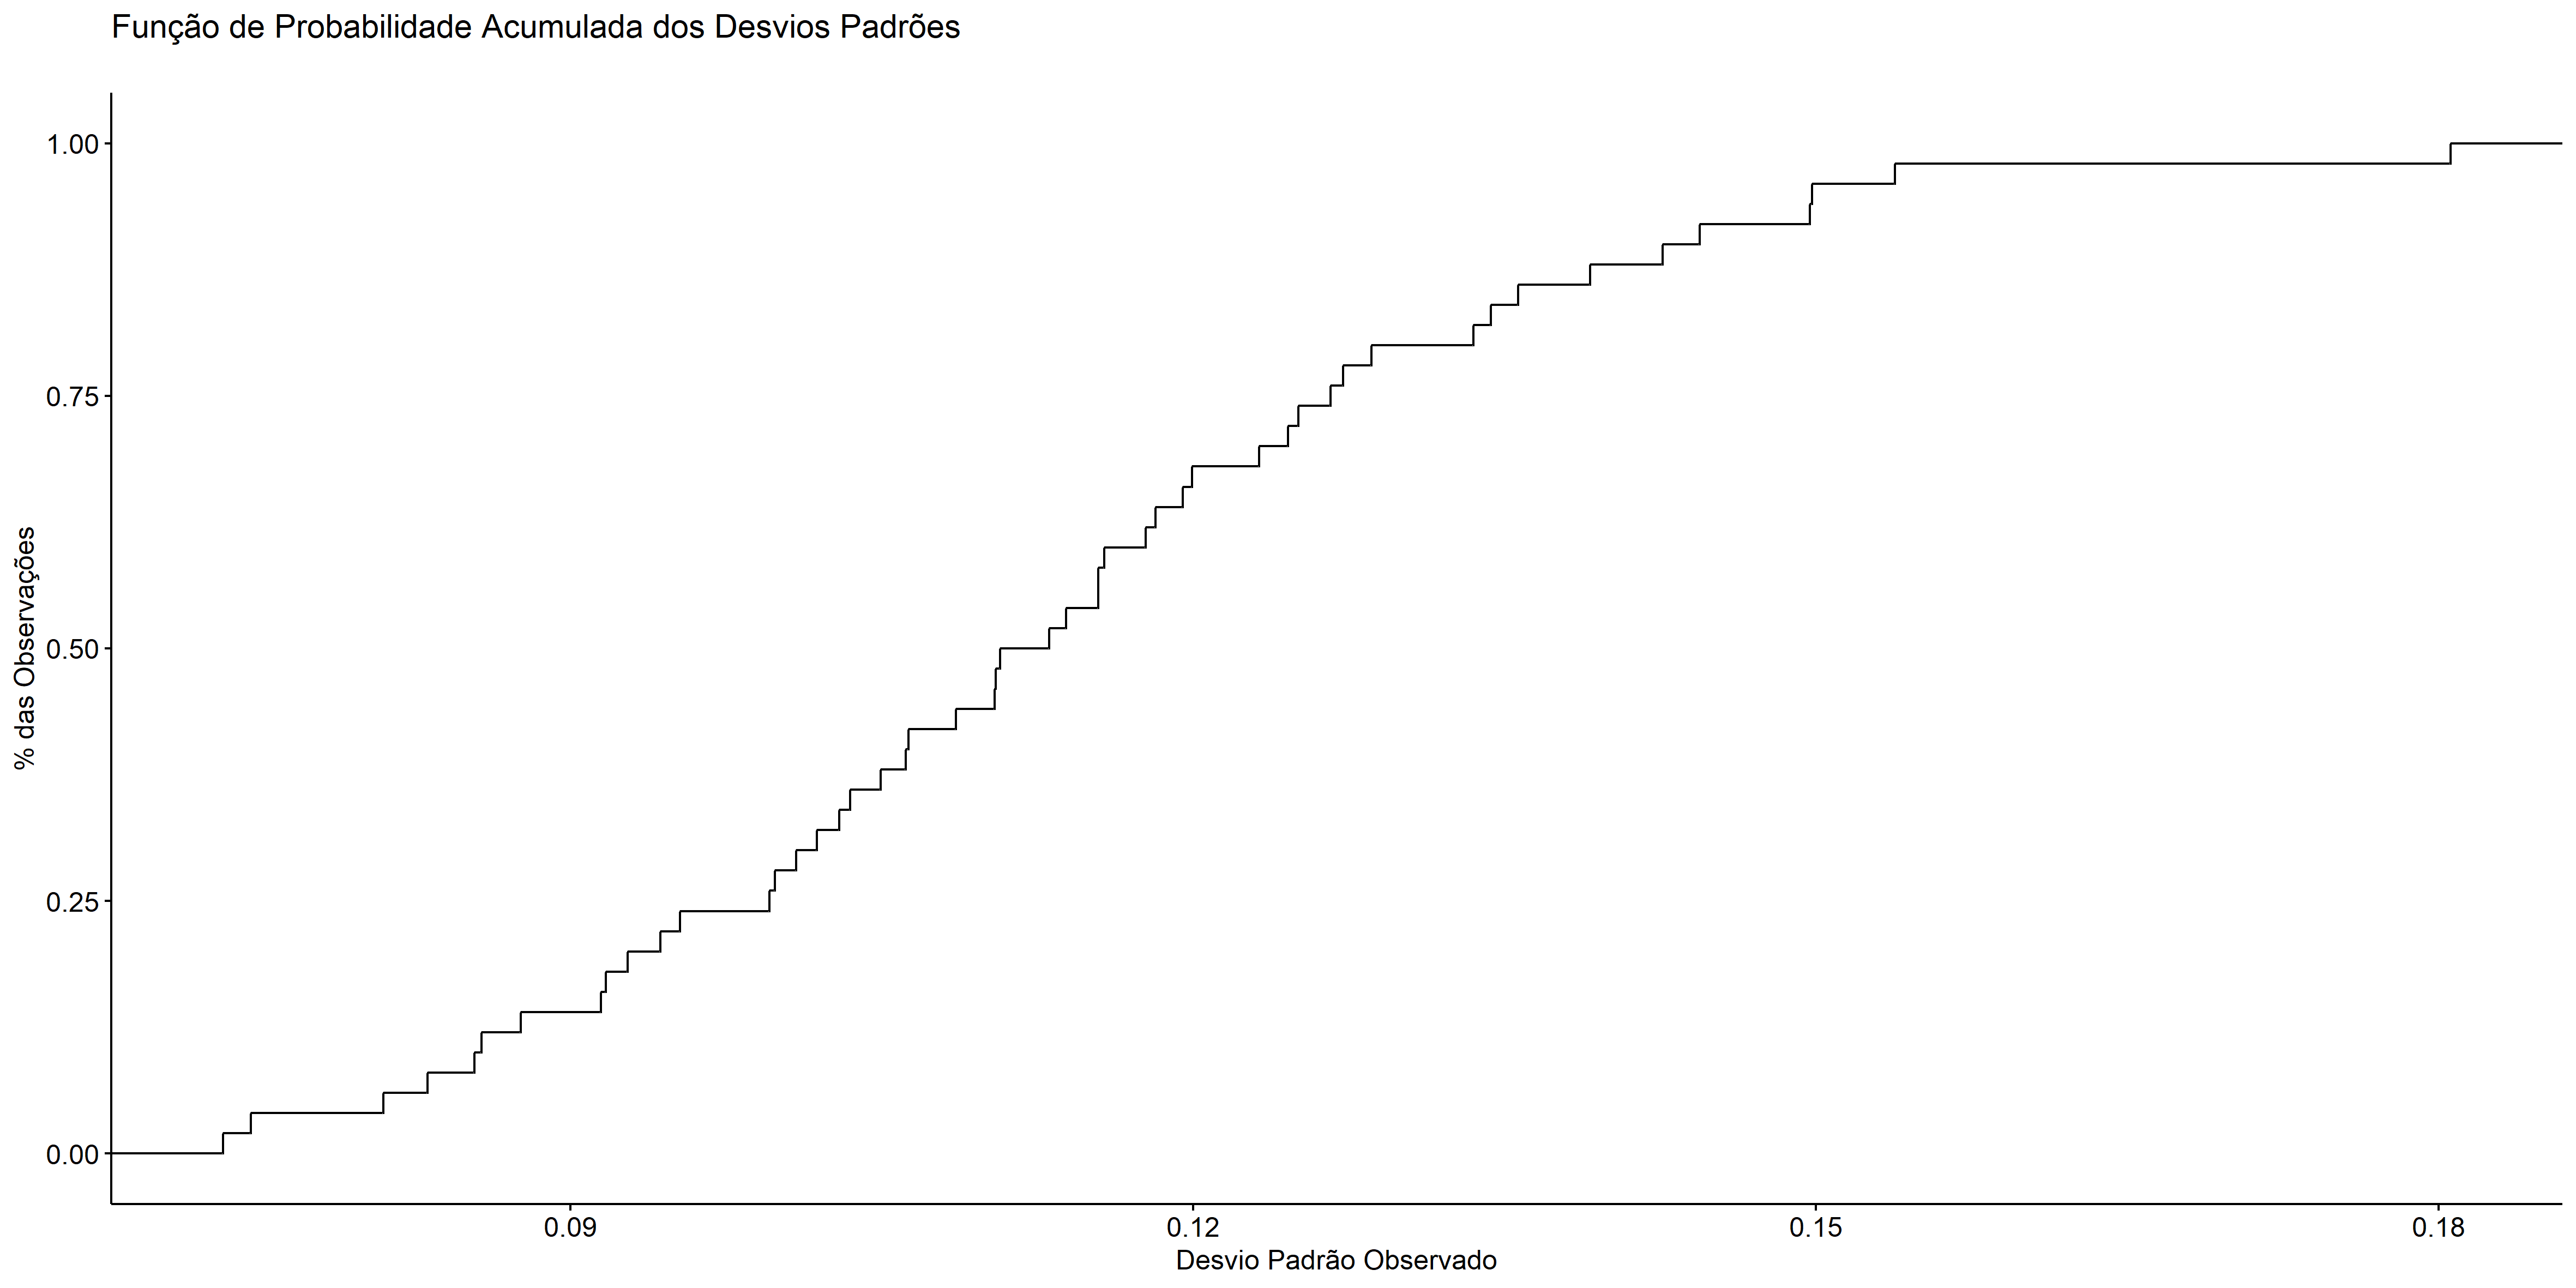 Função de Probabilidade Acumulada dos Desvios Padrões
1.00
0.75
0.50
0.25
0.00
% das Observações
0.09 0.12 0.15 0.18
Desvio Padrão Observado